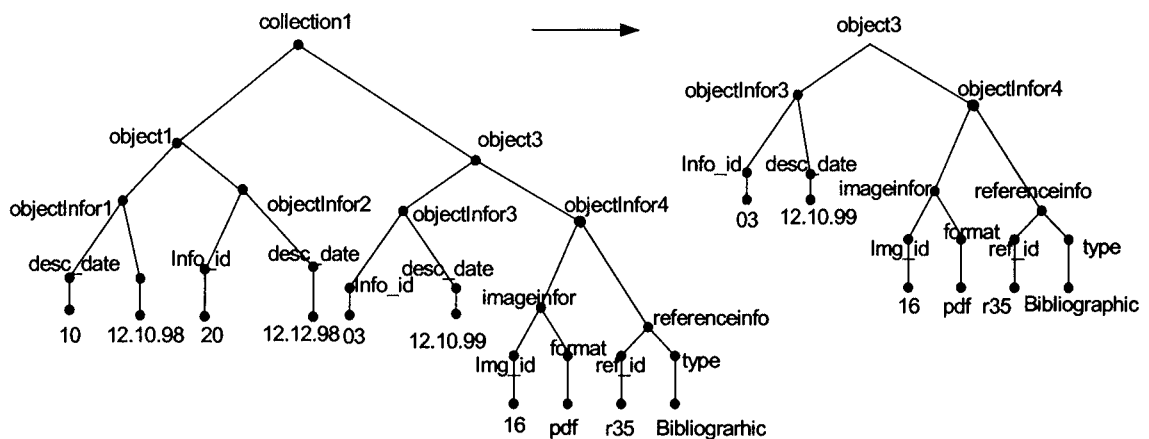 collection1
object1
object3
objectInfor1
objectInfor2
objectInfor3
objectInfor4
desc_date
Info_id
desc_date
Info_id
desc_date
imageinfor
referenceinfo
10
12.10.98
20
12.12.98
03
12.10.99
Img_id
format
ref_id
type
16
pdf
r35
Bibliograrhic
object3
objectInfor3
objectInfor4
Info_id
desc_date
imageinfor
referenceinfo
03
12.10.99
Img_id
format
ref_id
type
16
pdf
r35
Bibliographic